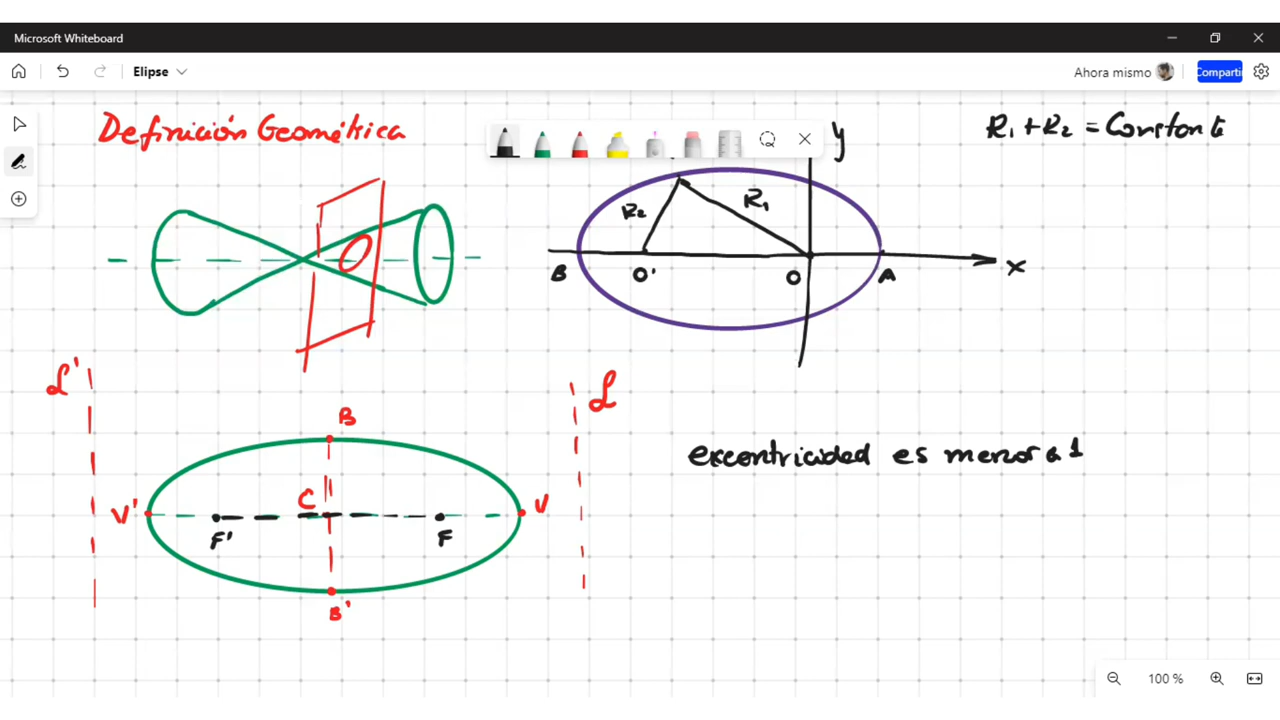 Microsoft Whiteboard
Elipse
Ahora mismo
Comparti
Definición Geométrica
R₁ + R₂ = Constante
y
R₂
R₁
B
O'
O
A
x
L'
L
B
C
V'
V
F'
F
B'
excentricidad es menor a 1
100 %